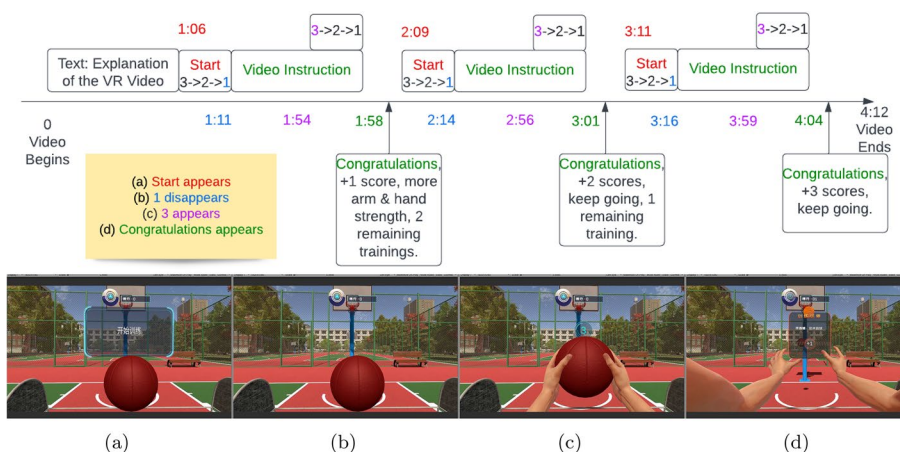 1:06
3->2->1
2:09
3->2->1
3:11
3->2->1
Text: Explanation
of the VR Video
Start
3->2->1
Video Instruction
Start
3->2->1
Video Instruction
Start
3->2->1
Video Instruction
0
Video
Begins
1:11
1:54
1:58
2:14
2:56
3:01
3:16
3:59
4:04
4:12
Video
Ends
(a) Start appears
(b) 1 disappears
(c) 3 appears
(d) Congratulations appears
Congratulations,
+1 score, more
arm & hand
strength, 2
remaining
trainings.
Congratulations,
+2 scores,
keep going, 1
remaining
training.
Congratulations,
+3 scores,
keep going.
开始训练
(a)
(b)
(c)
(d)